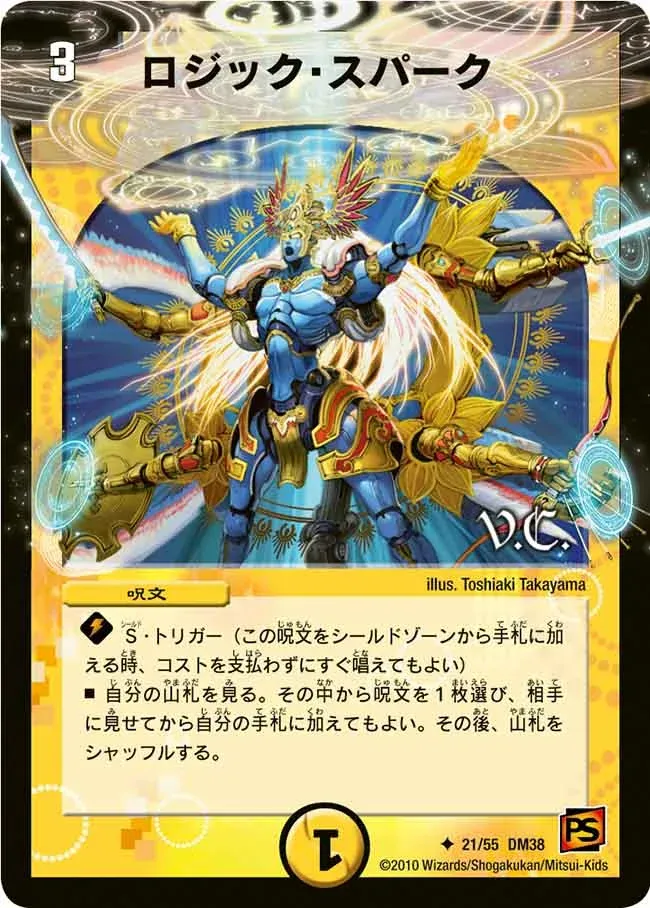 3
ロジック・スパーク
V.C.
illus. Toshiaki Takayama
呪文
S・トリガー（この呪文をシールドゾーンから手札に加
える時、コストを支払わずにすぐ唱えてもよい）
■ 自分の山札を見る。その中から呪文を１枚選び、相手
に見せてから自分の手札に加えてもよい。その後、山札を
シャッフルする。
1
21/55 DM38
PS
©2010 Wizards/Shogakukan/Mitsui-Kids